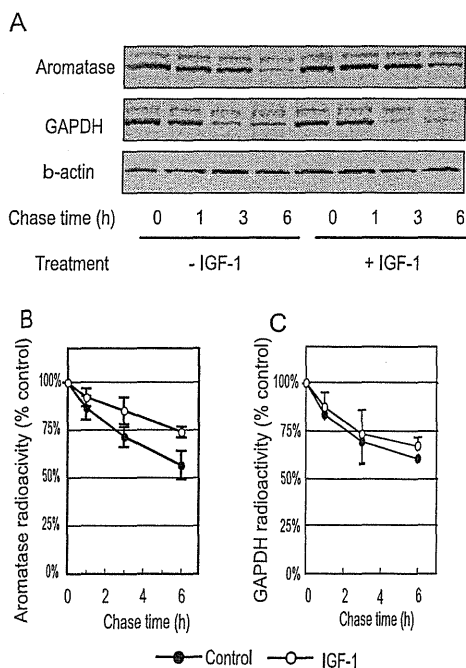 A
Aromatase
GAPDH
b-actin
Chase time (h) 0 1 3 6 0 1 3 6
Treatment - IGF-1 + IGF-1
B
Aromatase radioactivity (% control)
100%
75%
50%
25%
0%
0 2 4 6
Chase time (h)
C
GAPDH radioactivity (% control)
100%
75%
50%
25%
0%
0 2 4 6
Chase time (h)
Control IGF-1